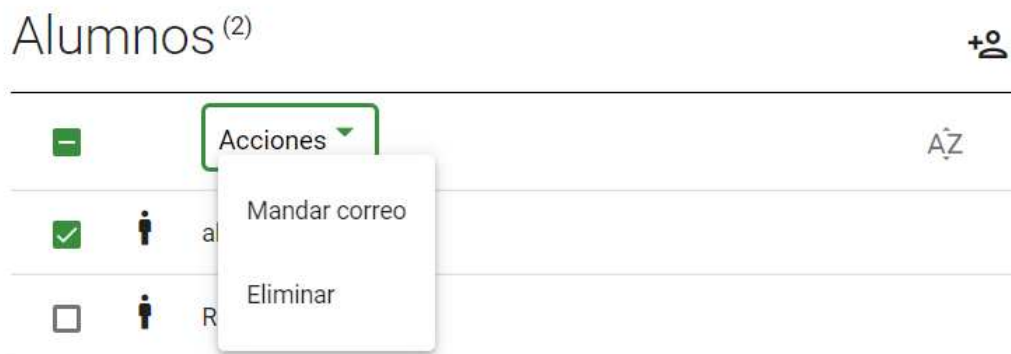 Alumnos (2)
Acciones
AZ
Mandar correo
Eliminar